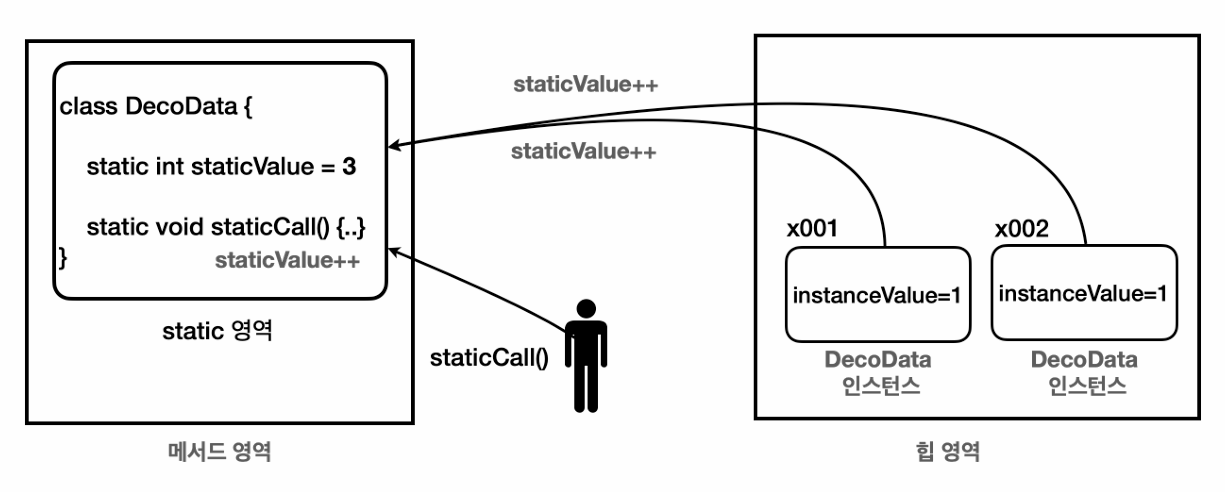 class DecoData {
static int staticValue = 3
static void staticCall() {..}
}
staticValue++
static 영역
메서드 영역
staticValue++
staticValue++
staticCall()
x001
instanceValue=1
DecoData
인스턴스
x002
instanceValue=1
DecoData
인스턴스
힙 영역